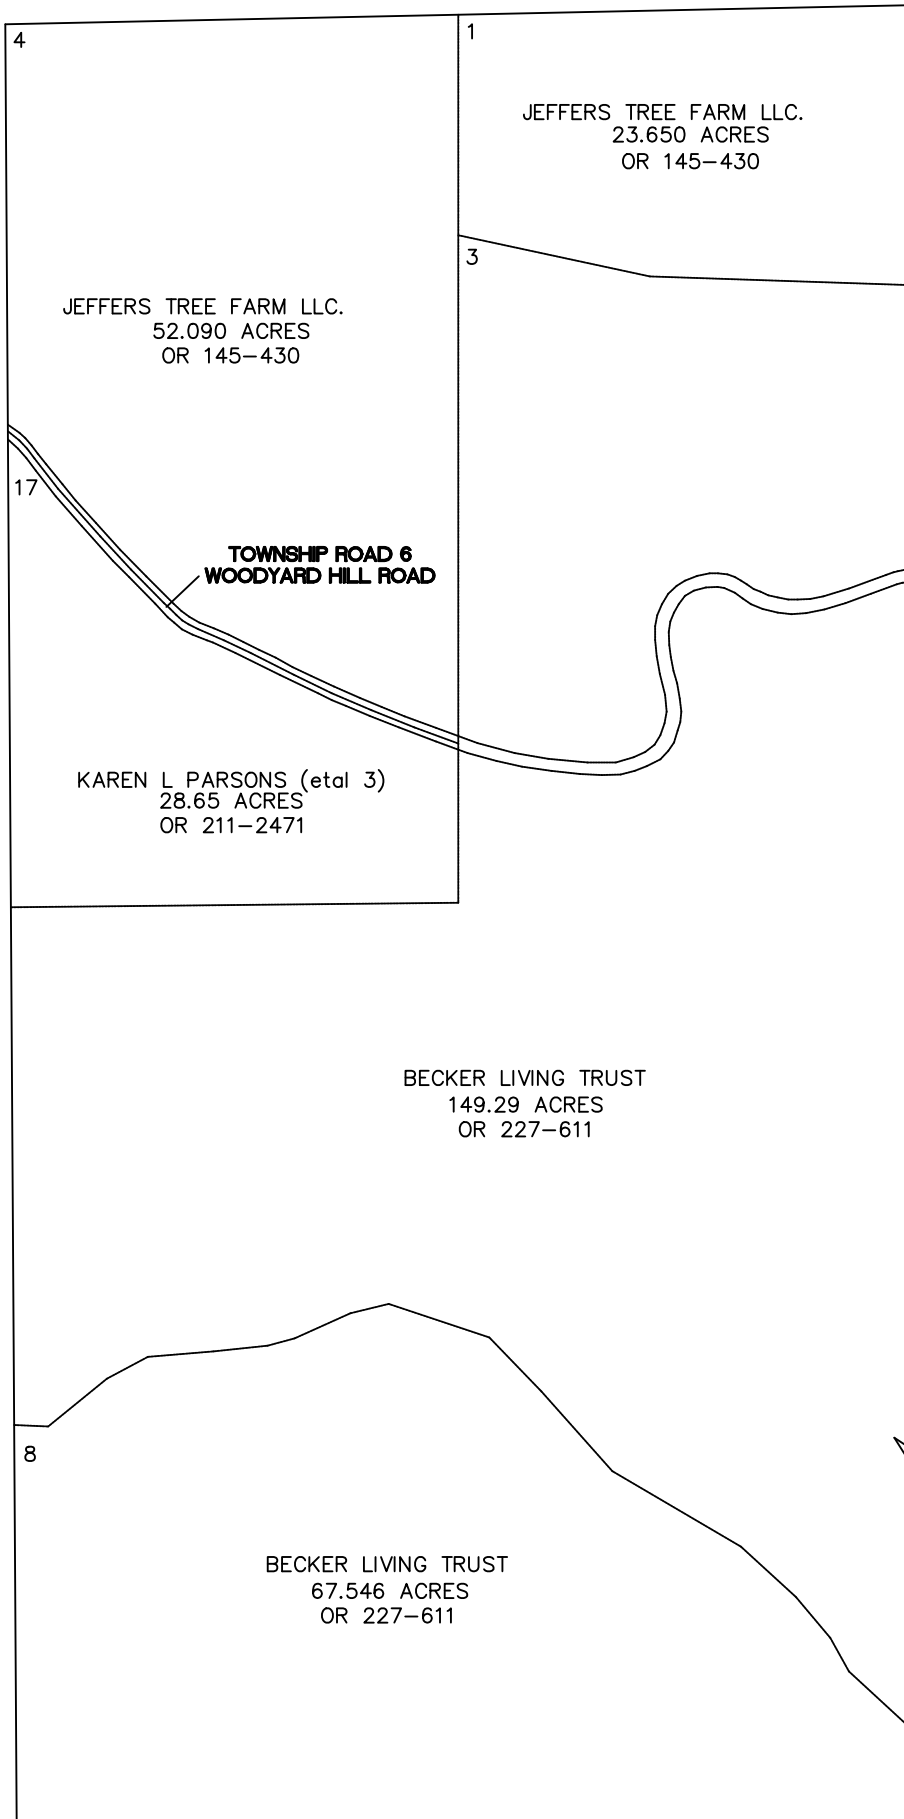 4
1
JEFFERS TREE FARM LLC.
23.650 ACRES
OR 145-430
3
JEFFERS TREE FARM LLC.
52.090 ACRES
OR 145-430
17
TOWNSHIP ROAD 6
WOODYARD HILL ROAD
KAREN L PARSONS (etal 3)
28.65 ACRES
OR 211-2471
BECKER LIVING TRUST
149.29 ACRES
OR 227-611
8
BECKER LIVING TRUST
67.546 ACRES
OR 227-611